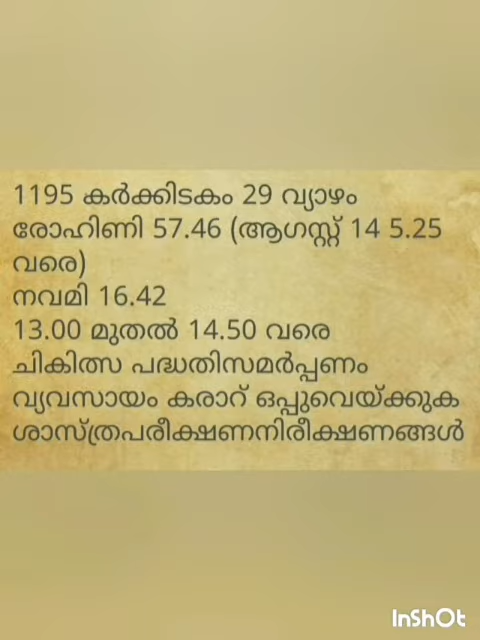 1195 കർക്കിടകം 29 വ്യാഴം
രോഹിണി 57.46 (ആഗസ്റ്റ് 14 5.25
വരെ)
നവമി 16.42
13.00 മുതൽ 14.50 വരെ
ചികിത്സ പദ്ധതിസമർപ്പണം
വ്യവസായം കരാറ് ഒപ്പുവെയ്ക്കുക
ശാസ്ത്രപരീക്ഷണനിരീക്ഷണങ്ങൾ
InShOt